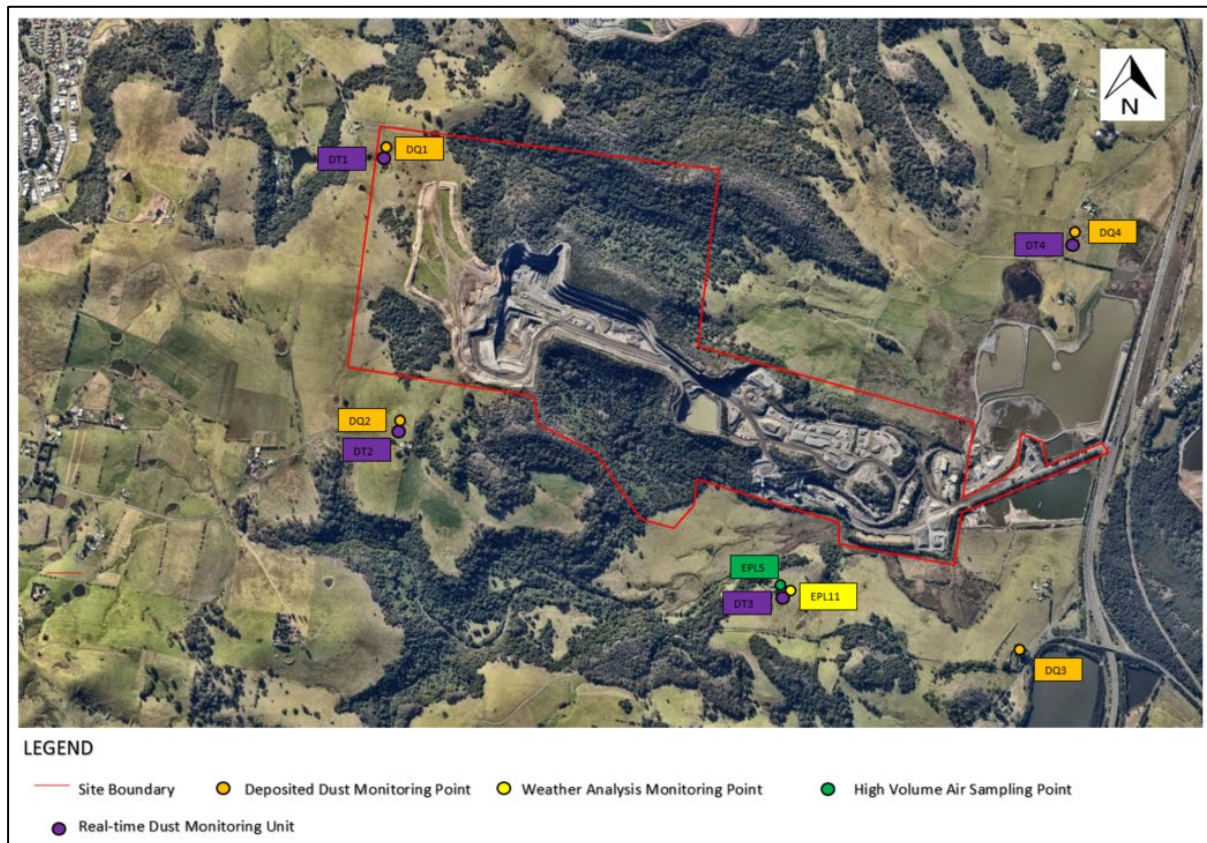 N
DQ1
DT1
DQ4
DT4
DQ2
DT2
EPL5
EPL11
DT3
DQ3
LEGEND
Site Boundary
Deposited Dust Monitoring Point
Weather Analysis Monitoring Point
High Volume Air Sampling Point
Real-time Dust Monitoring Unit